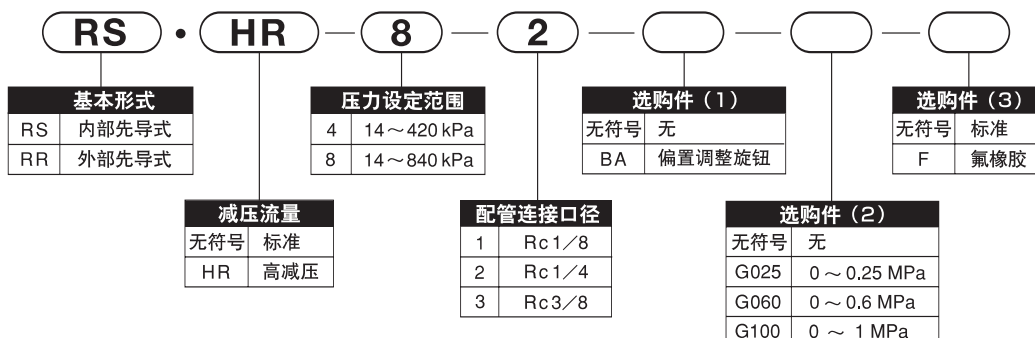 RS・HR－8－2－
基本形式
RS 内部先导式
RR 外部先导式
压力设定范围
4 14～420 kPa
8 14～840 kPa
选购件（1）
无符号 无
BA 偏置调整旋钮
选购件（3）
无符号 标准
F 氟橡胶
减压流量
无符号 标准
HR 高减压
配管连接口径
1 Rc1／8
2 Rc1／4
3 Rc3／8
选购件（2）
无符号 无
G025 0～0.25 MPa
G060 0～0.6 MPa
G100 0～ 1 MPa